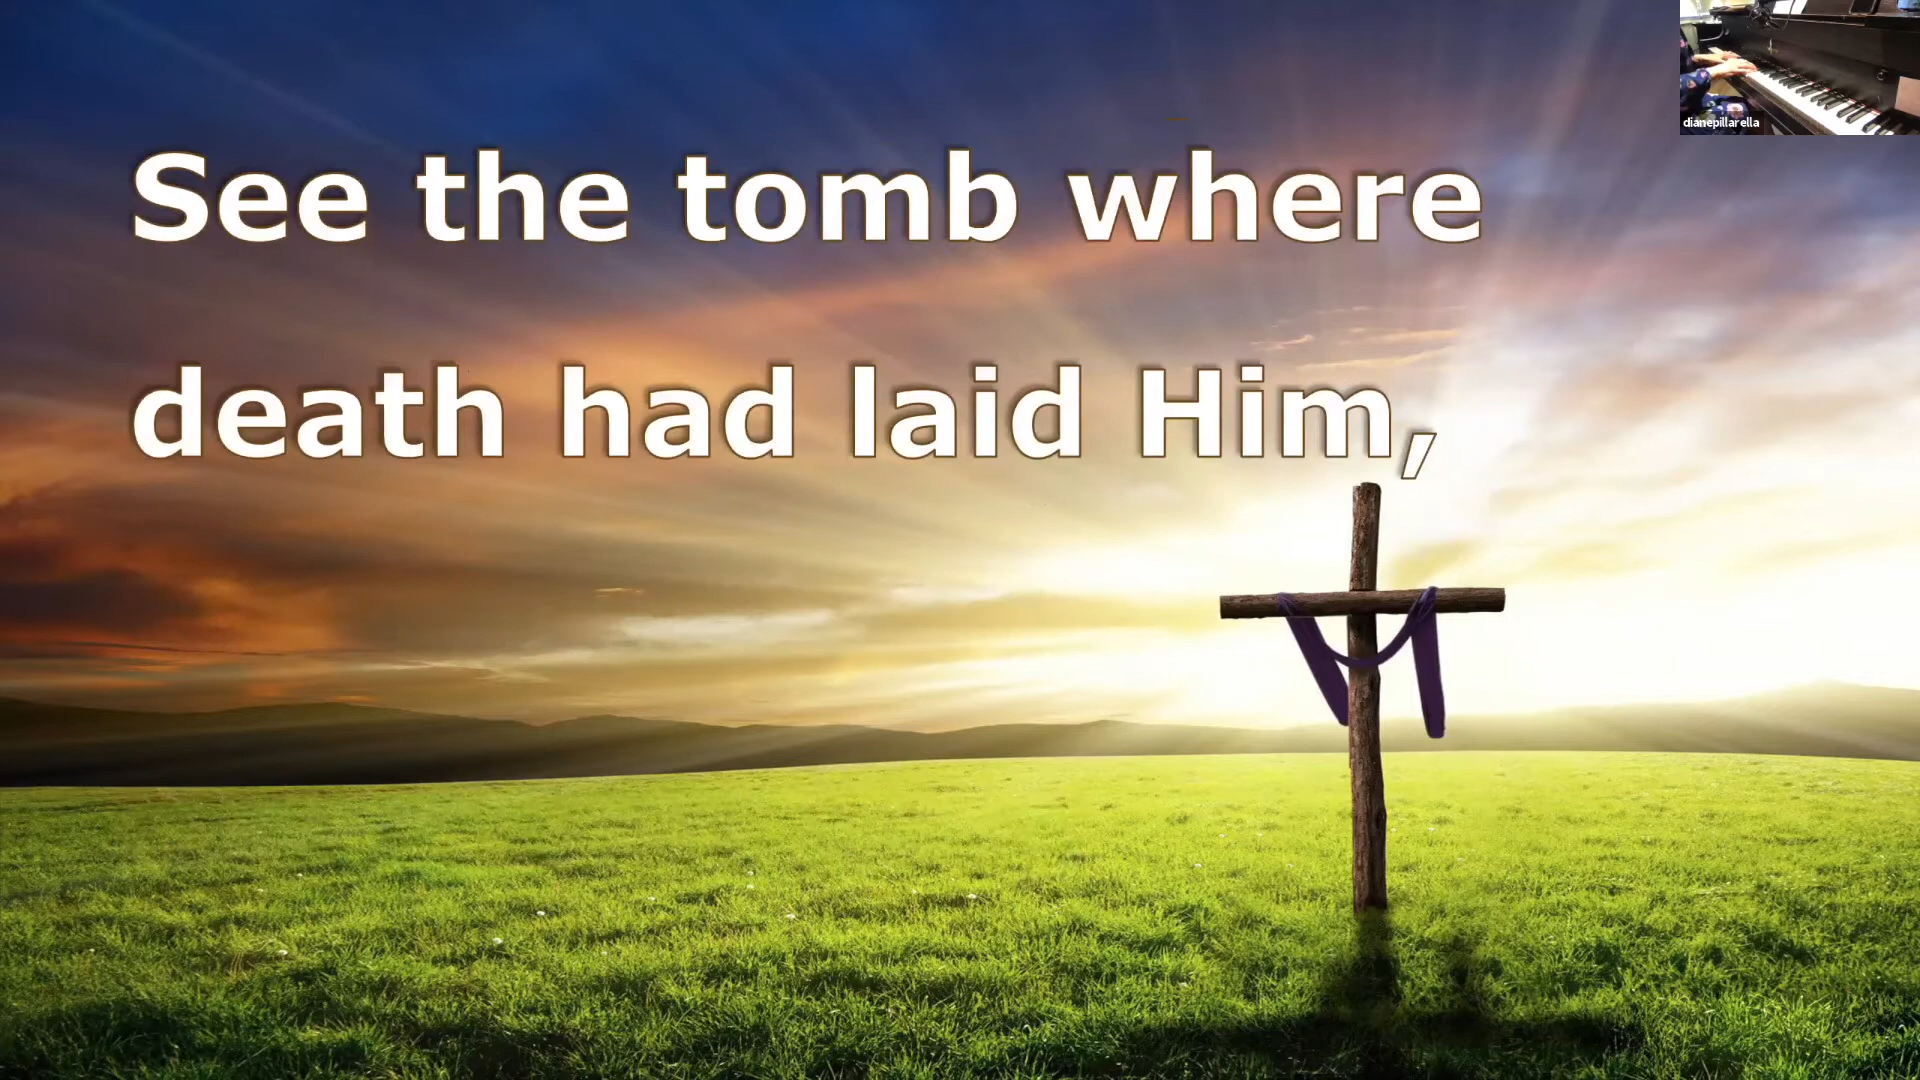 See the tomb where
death had laid Him,
dianepillarella